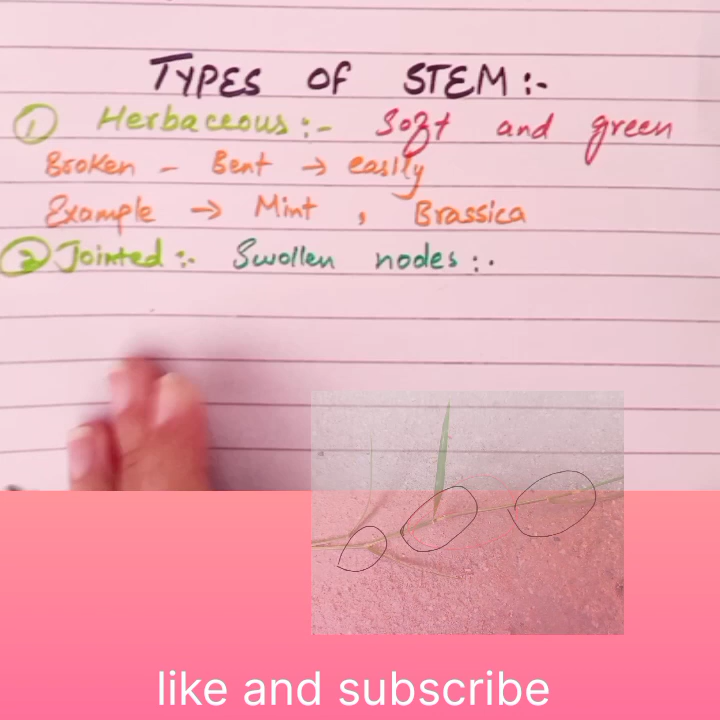 TYPES OF STEM:-
① Herbaceous:- Soft and green
Broken - Bent → easily
Example → Mint , Brassica
② Jointed:- Swollen nodes:.
like and subscribe